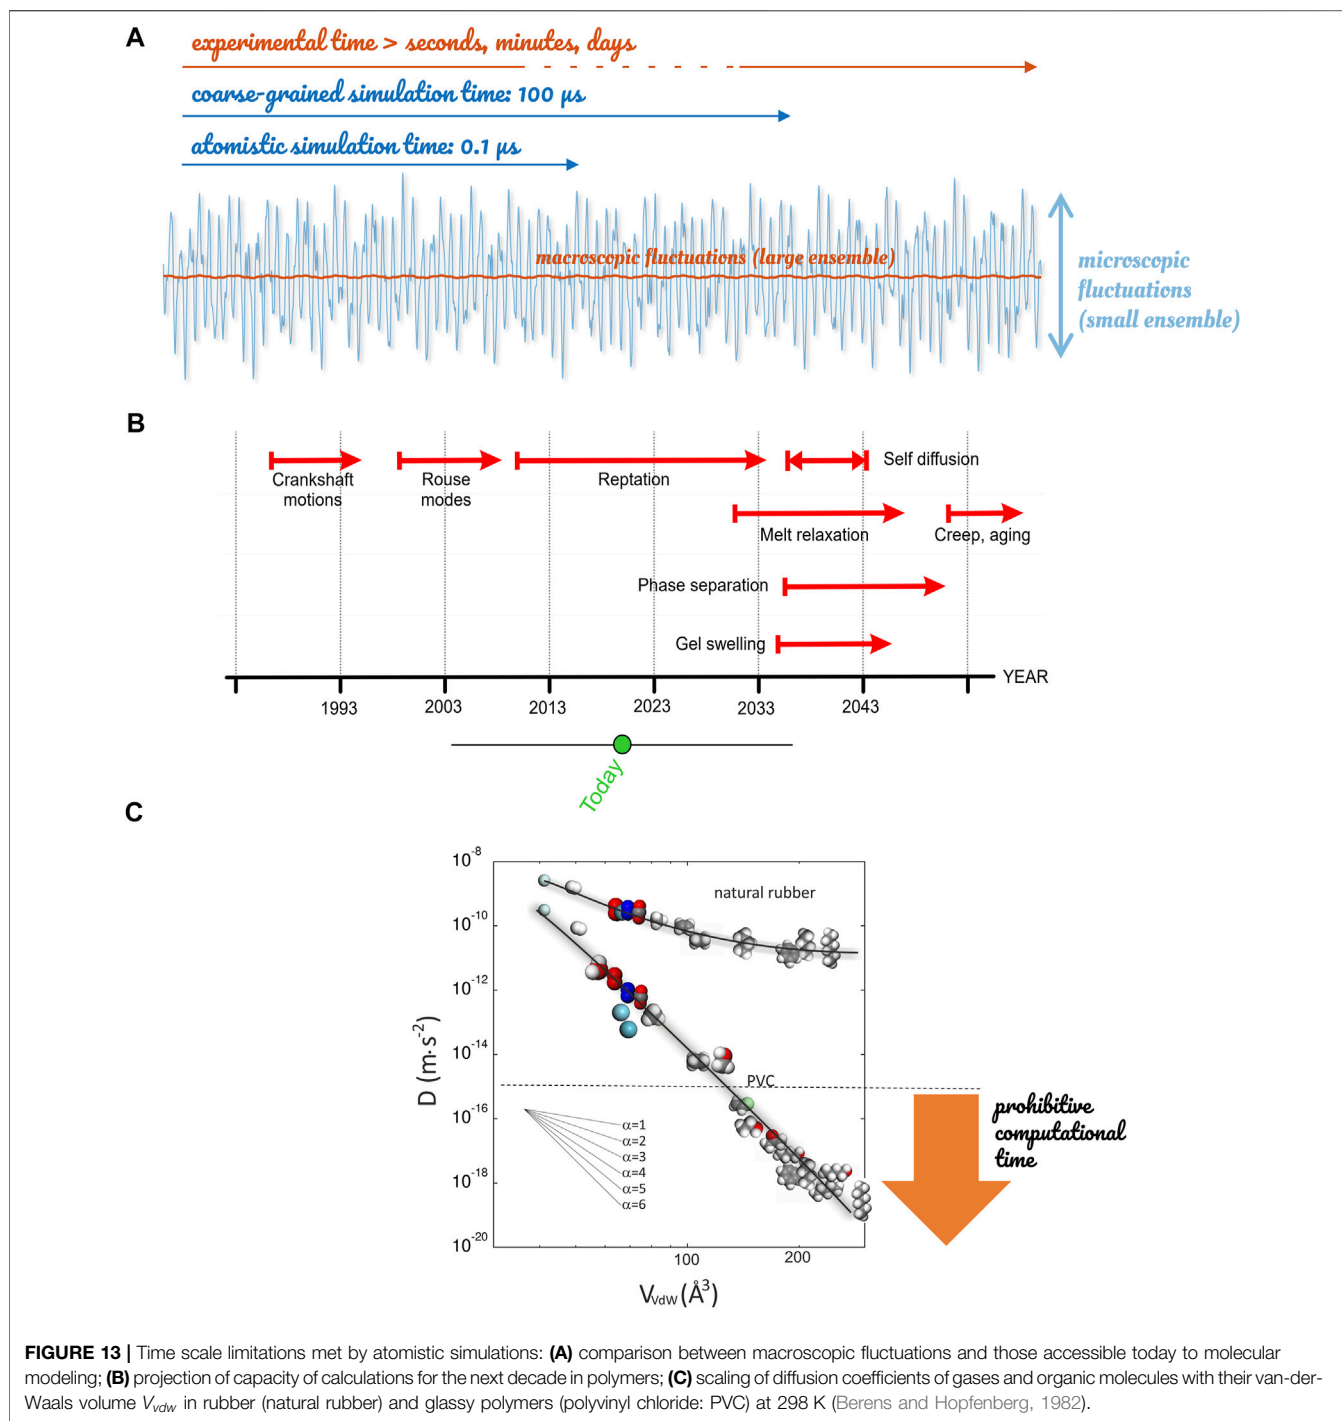 A
experimental time > seconds, minutes, days
coarse-grained simulation time: 100 µs
atomistic simulation time: 0.1 µs
macroscopic fluctuations (large ensemble)
microscopic
fluctuations
(small ensemble)
B
Crankshaft
motions
Rouse
modes
Reptation
Self diffusion
Melt relaxation
Creep, aging
Phase separation
Gel swelling
YEAR
1993
2003
2013
2023
2033
2043
Today
C
10-8
10-10
10-12
10-14
10-16
10-18
10-20
D (m·s-2)
natural rubber
PVC
α=1
α=2
α=3
α=4
α=5
α=6
prohibitive
computational
time
100
200
VvdW (Å3)
FIGURE 13 | Time scale limitations met by atomistic simulations: (A) comparison between macroscopic fluctuations and those accessible today to molecular
modeling; (B) projection of capacity of calculations for the next decade in polymers; (C) scaling of diffusion coefficients of gases and organic molecules with their van-der-
Waals volume Vvdw in rubber (natural rubber) and glassy polymers (polyvinyl chloride: PVC) at 298 K (Berens and Hopfenberg, 1982).